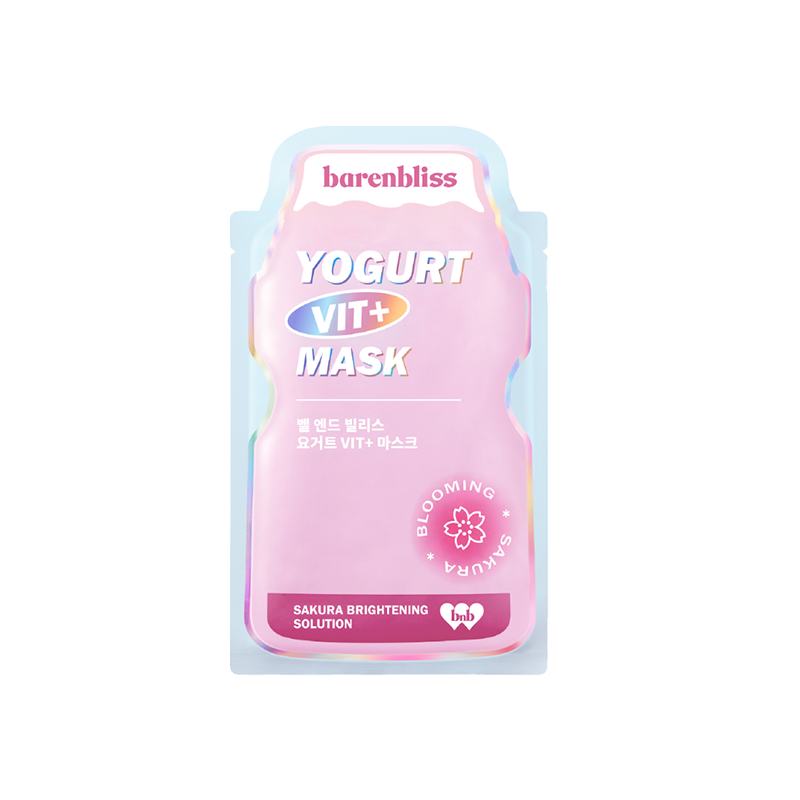 barenbliss
YOGURT
VIT+
MASK
벨 엔드 빌리스
요거트 VIT+ 마스크
BLOOMING * SAKURA *
SAKURA BRIGHTENING
SOLUTION
bnb